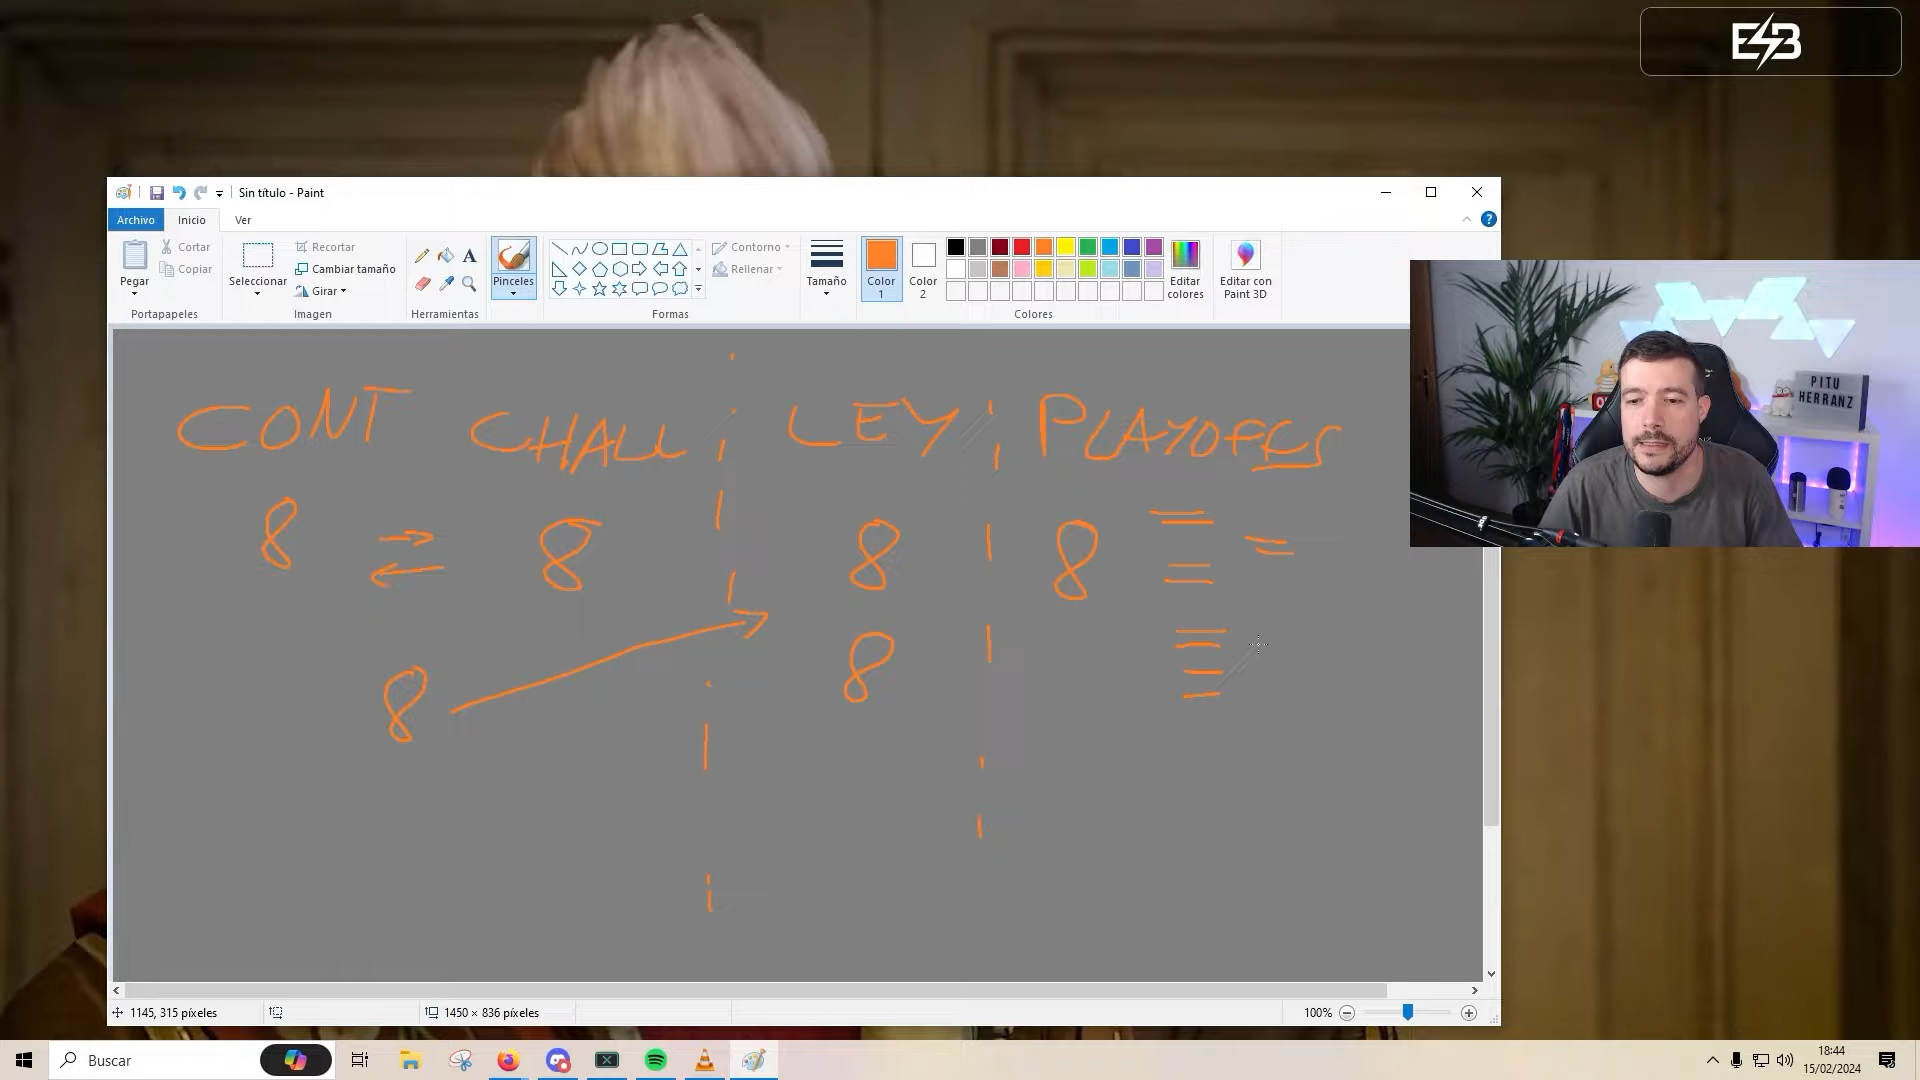 ESB
Sin título - Paint
Archivo Inicio Ver
Pegar
Cortar
Copiar
Portapapeles
Seleccionar
Recortar
Cambiar tamaño
Girar
Imagen
Herramientas
Pinceles
Contorno
Rellenar
Formas
Tamaño
Color 1
Color 2
Editar colores
Editar con Paint 3D
Colores
CONT CHALL LEY PLAYOFFS
8 8 8 8
8 8
PITU
HERRANZ
1145, 315 píxeles
1450 × 836 píxeles
100%
Buscar
18:44
15/02/2024